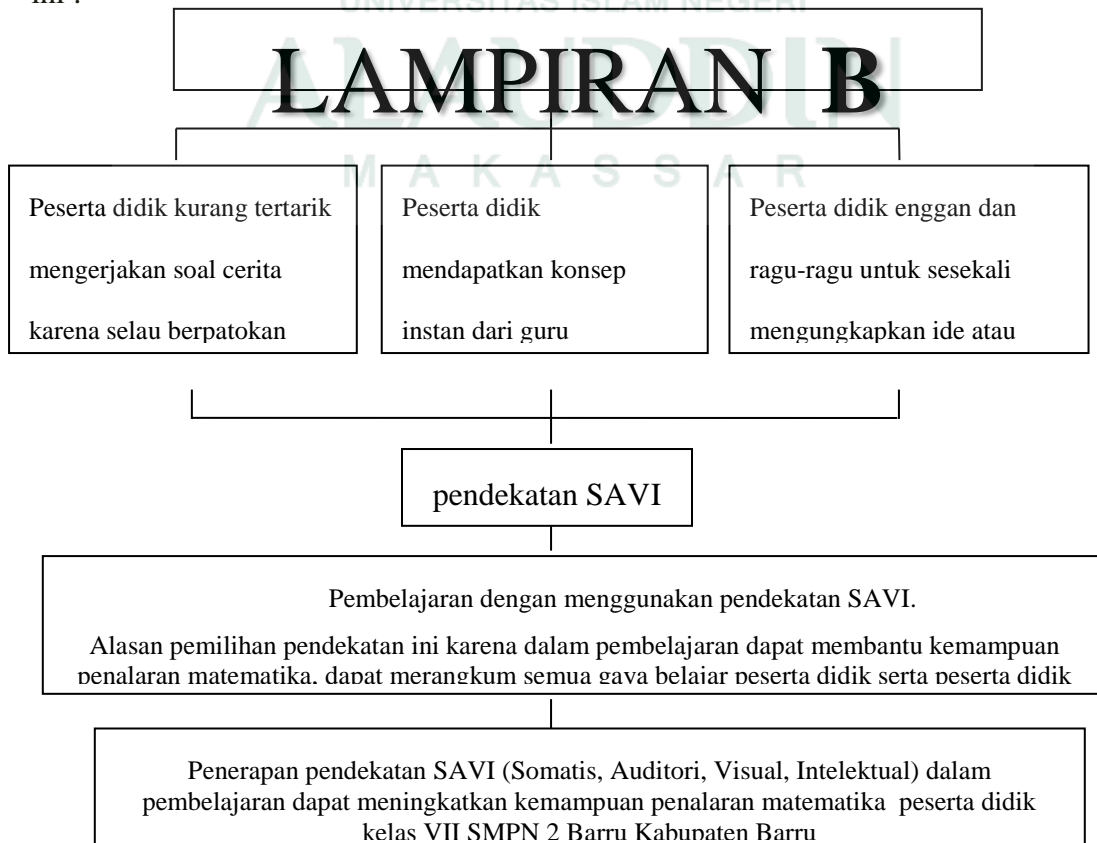 ini :
UNIVERSITAS ISLAM NEGERI
ALAUDDIN
MAKASSAR
LAMPIRAN B
Peserta didik kurang tertarik
mengerjakan soal cerita
karena selau berpatokan
Peserta didik
mendapatkan konsep
instan dari guru
Peserta didik enggan dan
ragu-ragu untuk sesekali
mengungkapkan ide atau
pendekatan SAVI
Pembelajaran dengan menggunakan pendekatan SAVI.
Alasan pemilihan pendekatan ini karena dalam pembelajaran dapat membantu kemampuan
penalaran matematika, dapat merangkum semua gaya belajar peserta didik serta peserta didik
Penerapan pendekatan SAVI (Somatis, Auditori, Visual, Intelektual) dalam
pembelajaran dapat meningkatkan kemampuan penalaran matematika peserta didik
kelas VII SMPN 2 Barru Kabupaten Barru